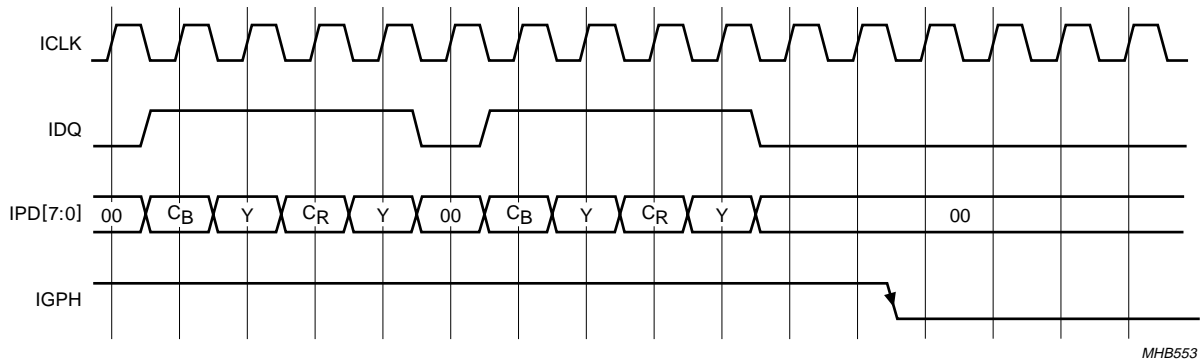 ICLK
IDQ
IPD[7:0] 00 CB Y CR Y 00 CB Y CR Y 00
IGPH
MHB553